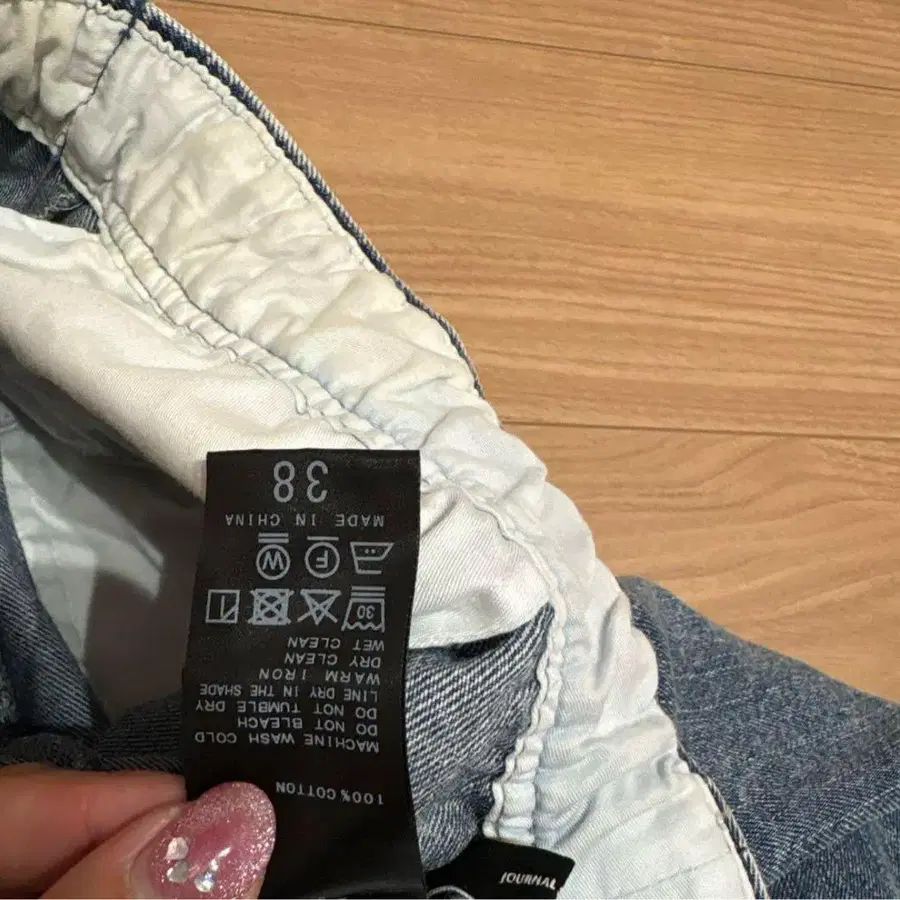 100% COTTON
MACHINE WASH COLD
DO NOT BLEACH
DO NOT TUMBLE DRY
LINE DRY IN THE SHADE
WARM IRON
DRY CLEAN
WET CLEAN
30
F W
MADE IN CHINA
38
JOURNAL